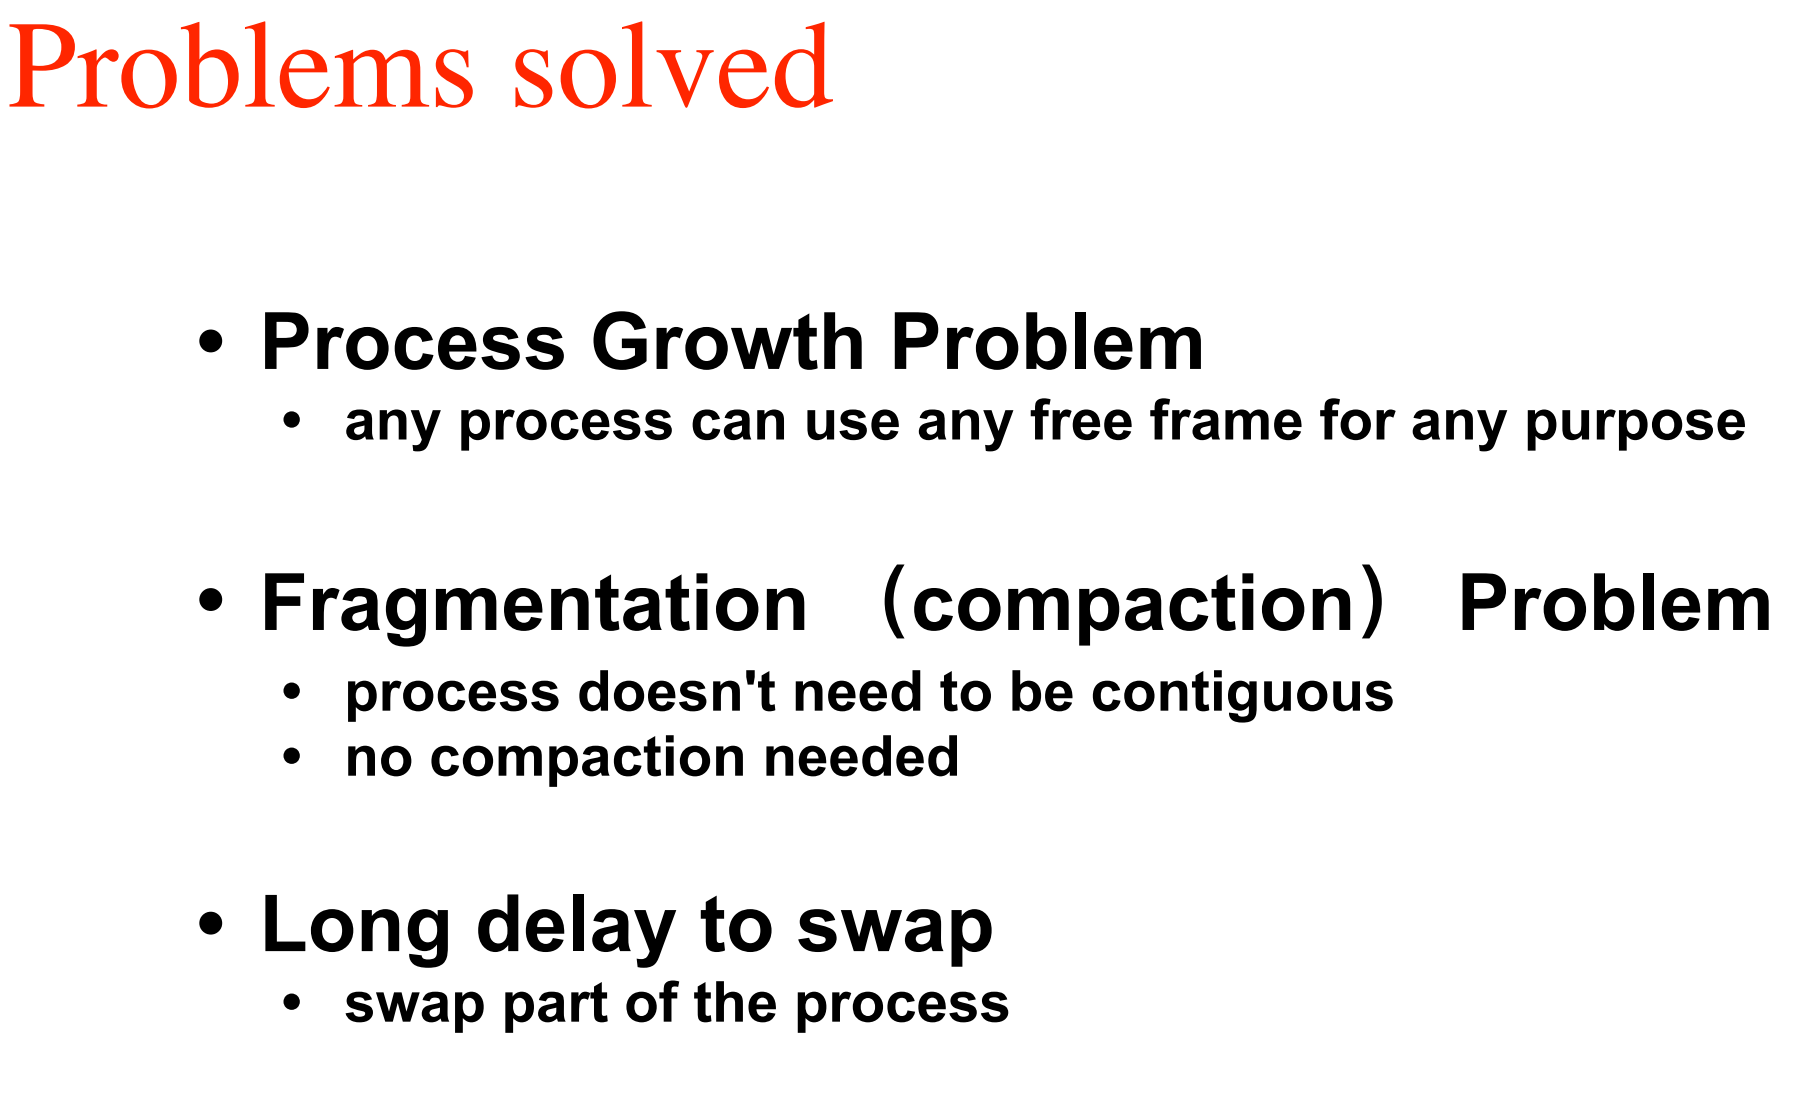 Problems solved
• Process Growth Problem
• any process can use any free frame for any purpose
• Fragmentation （compaction） Problem
• process doesn't need to be contiguous
• no compaction needed
• Long delay to swap
• swap part of the process